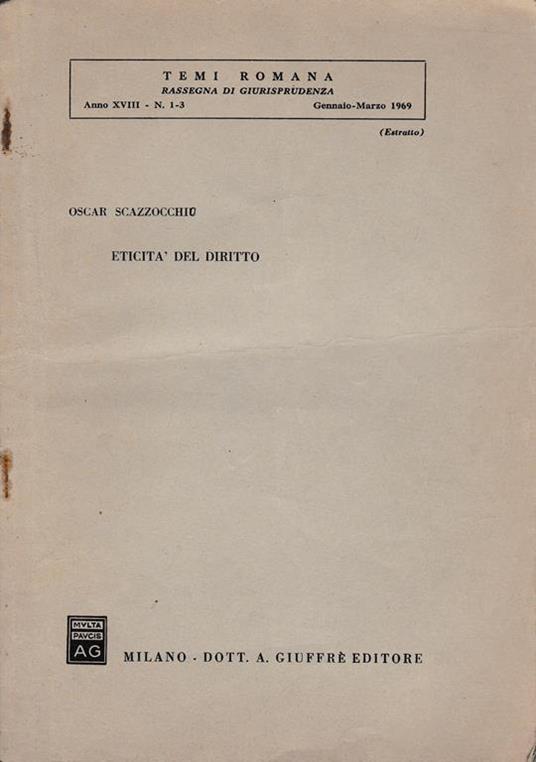 TEMI ROMANA
RASSEGNA DI GIURISPRUDENZA
Anno XVIII - N. 1-3 Gennaio-Marzo 1969
(Estratto)
OSCAR SCAZZOCCHIO
ETICITA' DEL DIRITTO
MVLTA
PAVCIS
AG
MILANO - DOTT. A. GIUFFRÈ EDITORE